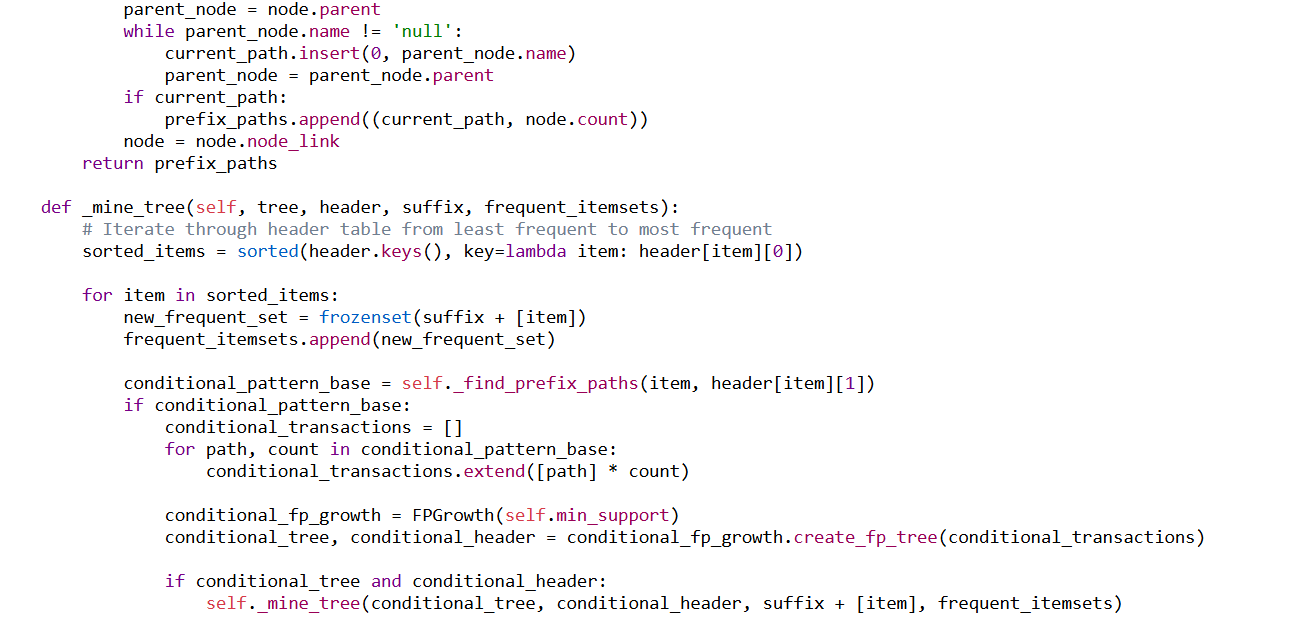 parent_node = node.parent
        while parent_node.name != 'null':
            current_path.insert(0, parent_node.name)
            parent_node = parent_node.parent
        if current_path:
            prefix_paths.append((current_path, node.count))
        node = node.node_link
    return prefix_paths

def _mine_tree(self, tree, header, suffix, frequent_itemsets):
    # Iterate through header table from least frequent to most frequent
    sorted_items = sorted(header.keys(), key=lambda item: header[item][0])

    for item in sorted_items:
        new_frequent_set = frozenset(suffix + [item])
        frequent_itemsets.append(new_frequent_set)

        conditional_pattern_base = self._find_prefix_paths(item, header[item][1])
        if conditional_pattern_base:
            conditional_transactions = []
            for path, count in conditional_pattern_base:
                conditional_transactions.extend([path] * count)

            conditional_fp_growth = FPGrowth(self.min_support)
            conditional_tree, conditional_header = conditional_fp_growth.create_fp_tree(conditional_transactions)

            if conditional_tree and conditional_header:
                self._mine_tree(conditional_tree, conditional_header, suffix + [item], frequent_itemsets)